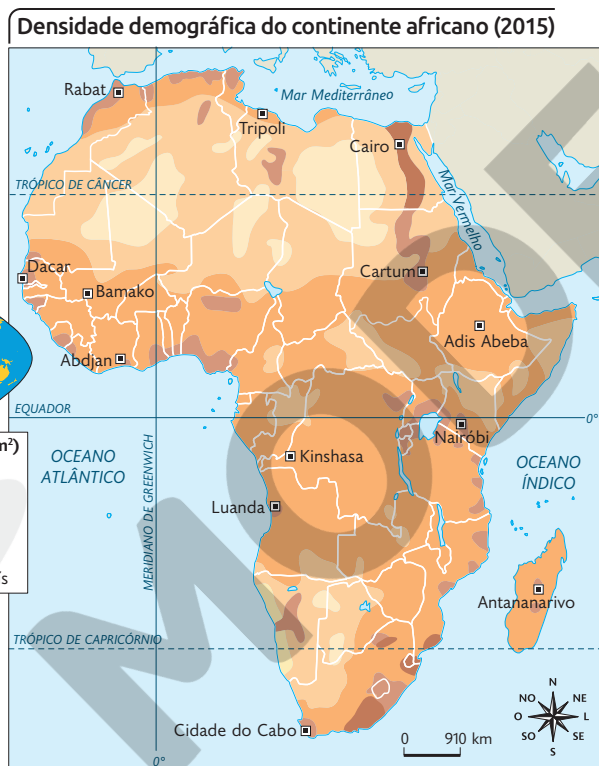 Densidade demográfica do continente africano (2015)
Rabat
Mar Mediterrâneo
Tripoli
Cairo
TRÓPICO DE CÂNCER
Mar Vermelho
Dacar
Cartum
Bamako
Adis Abeba
Abdjan
EQUADOR
0°
Nairóbi
m²)
OCEANO
ATLÂNTICO
MERIDIANO DE GREENWICH
Kinshasa
OCEANO
ÍNDICO
Luanda
s
Antananarivo
TRÓPICO DE CAPRICÓRNIO
N
NO NE
O L
SO SE
S
Cidade do Cabo
0 910 km
0°